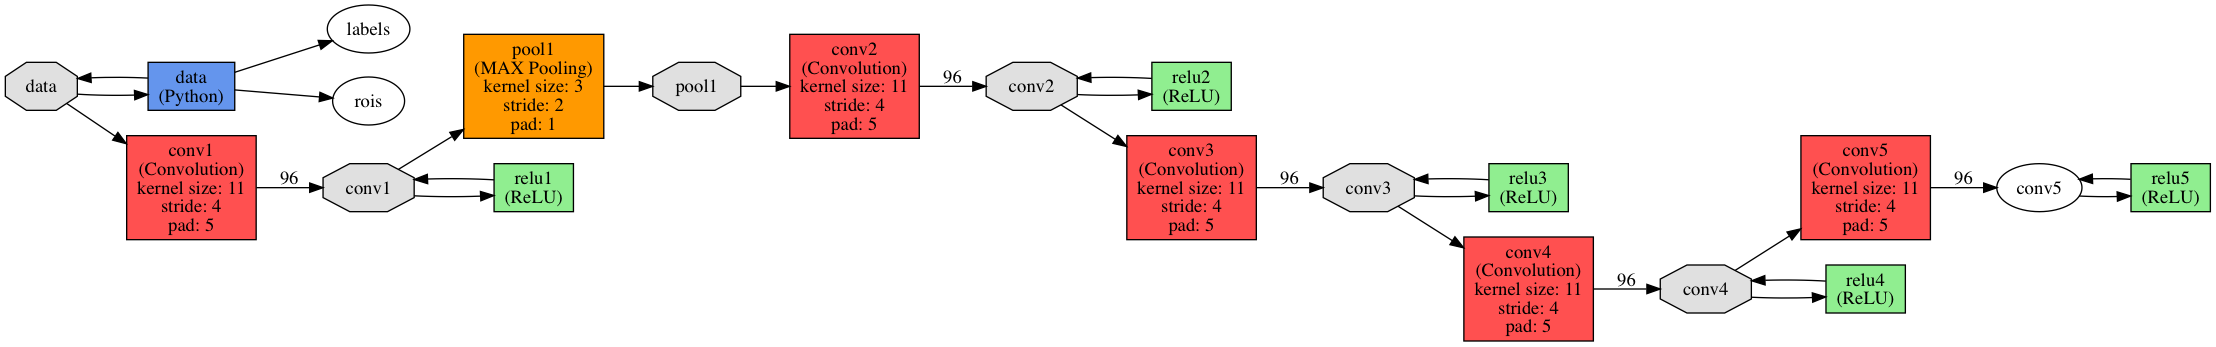 data
data
(Python)
labels
rois
conv1
(Convolution)
kernel size: 11
stride: 4
pad: 5
96
conv1
relu1
(ReLU)
pool1
(MAX Pooling)
kernel size: 3
stride: 2
pad: 1
pool1
conv2
(Convolution)
kernel size: 11
stride: 4
pad: 5
96
conv2
relu2
(ReLU)
conv3
(Convolution)
kernel size: 11
stride: 4
pad: 5
96
conv3
relu3
(ReLU)
conv4
(Convolution)
kernel size: 11
stride: 4
pad: 5
96
conv4
relu4
(ReLU)
conv5
(Convolution)
kernel size: 11
stride: 4
pad: 5
96
conv5
relu5
(ReLU)